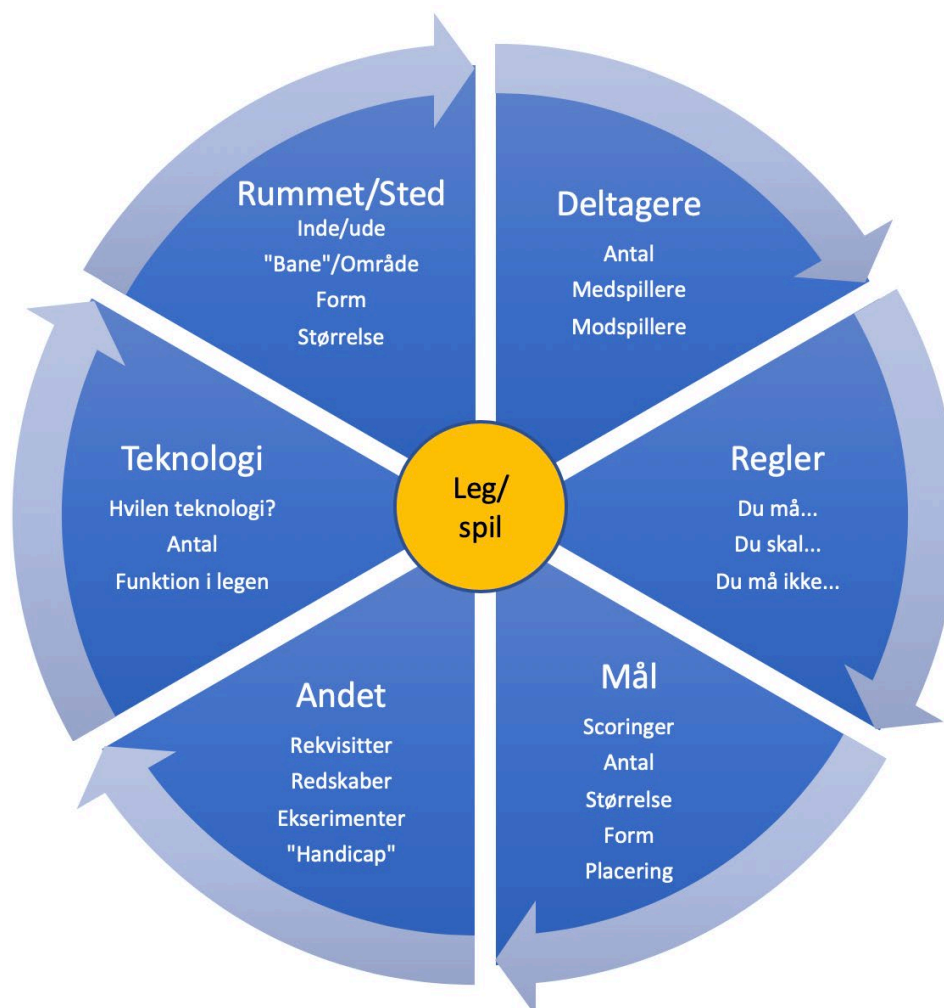 Rummet/Sted
Inde/ude
"Bane"/Område
Form
Størrelse
Deltagere
Antal
Medspillere
Modspillere
Teknologi
Hvilen teknologi?
Antal
Funktion i legen
Leg/
spil
Regler
Du må...
Du skal...
Du må ikke...
Andet
Rekvisitter
Redskaber
Ekserimenter
"Handicap"
Mål
Scoringer
Antal
Størrelse
Form
Placering